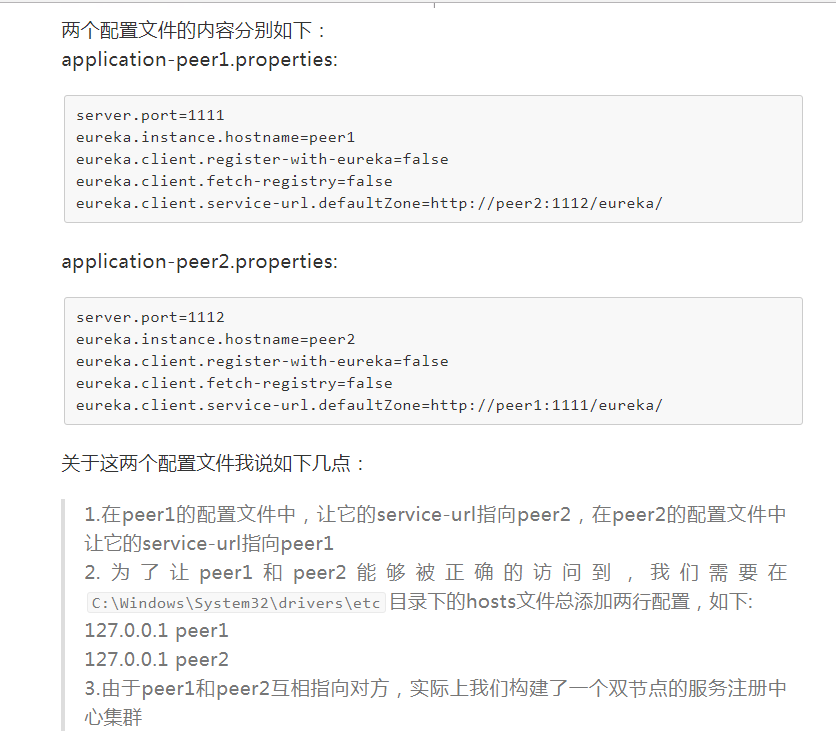 两个配置文件的内容分别如下：
application-peer1.properties:
server.port=1111
eureka.instance.hostname=peer1
eureka.client.register-with-eureka=false
eureka.client.fetch-registry=false
eureka.client.service-url.defaultZone=http://peer2:1112/eureka/
application-peer2.properties:
server.port=1112
eureka.instance.hostname=peer2
eureka.client.register-with-eureka=false
eureka.client.fetch-registry=false
eureka.client.service-url.defaultZone=http://peer1:1111/eureka/
关于这两个配置文件我说如下几点：
1.在peer1的配置文件中，让它的service-url指向peer2，在peer2的配置文件中
让它的service-url指向peer1
2.为了让peer1和peer2能够被正确的访问到，我们需要在
C:\Windows\System32\drivers\etc目录下的hosts文件总添加两行配置，如下:
127.0.0.1 peer1
127.0.0.1 peer2
3.由于peer1和peer2互相指向对方，实际上我们构建了一个双节点的服务注册中
心集群